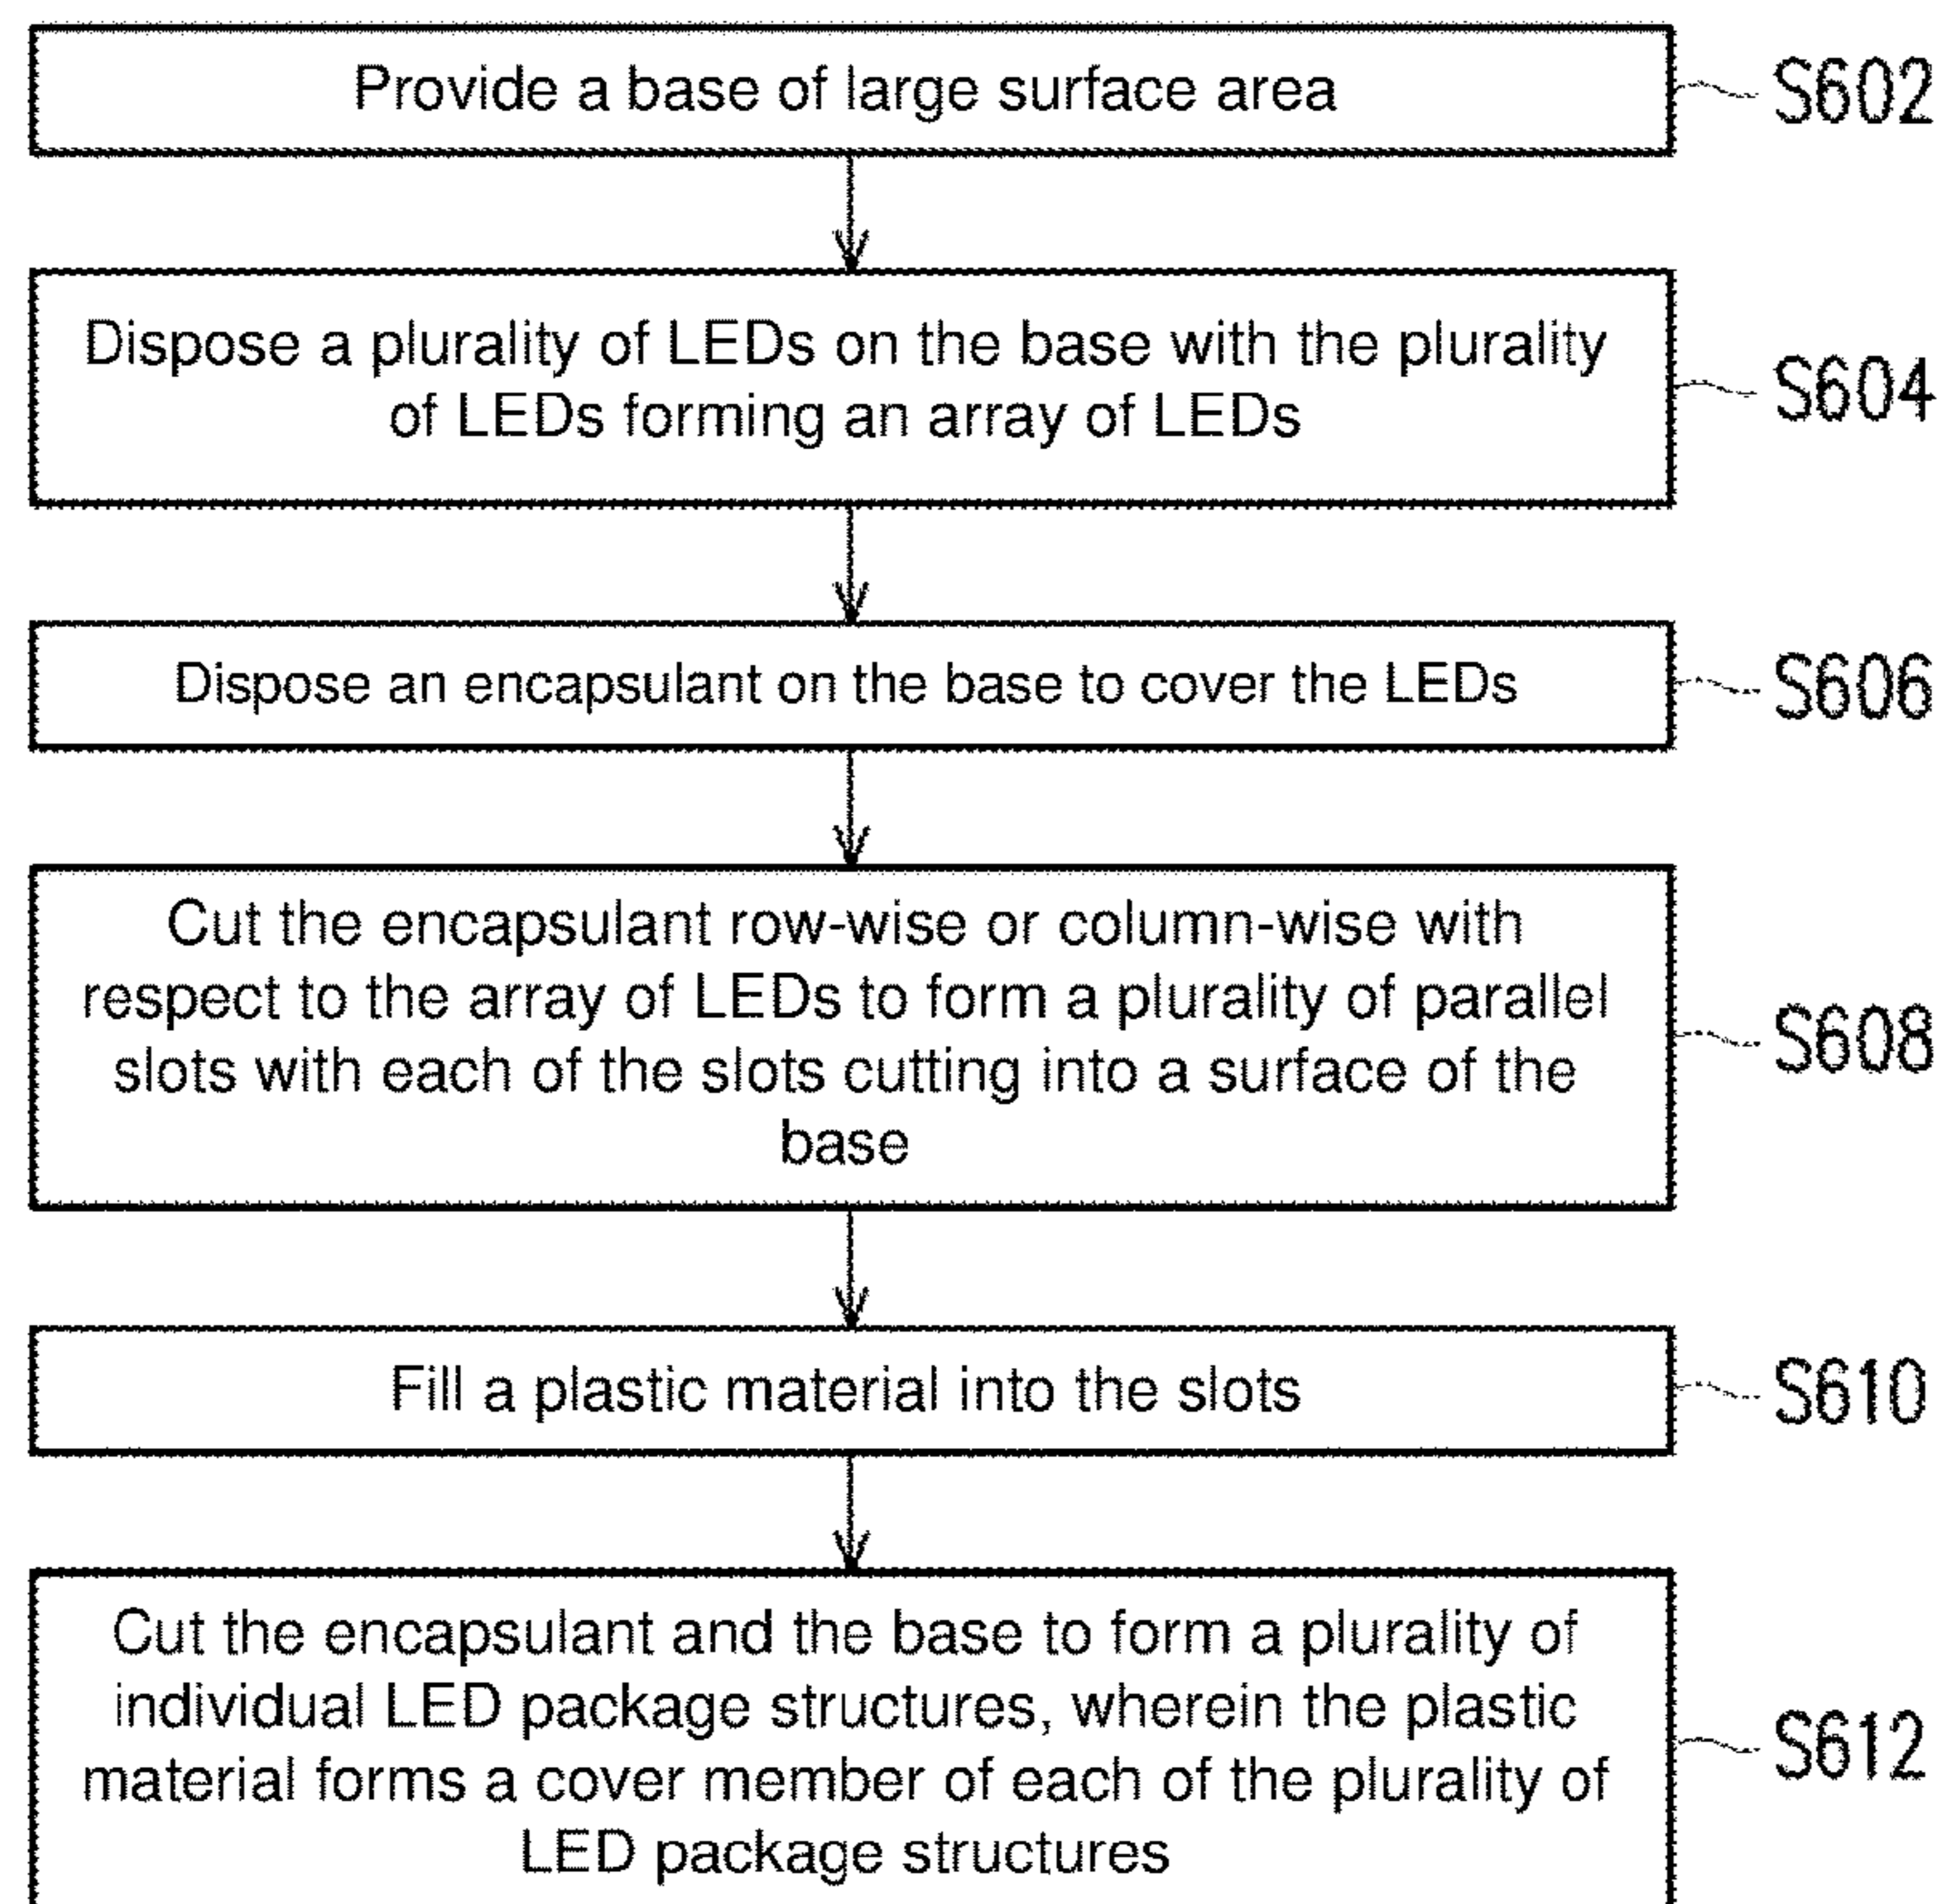 Provide a base of large surface area
S602
Dispose a plurality of LEDs on the base with the plurality
of LEDs forming an array of LEDs
S604
Dispose an encapsulant on the base to cover the LEDs
S606
Cut the encapsulant row-wise or column-wise with
respect to the array of LEDs to form a plurality of parallel
slots with each of the slots cutting into a surface of the
base
S608
Fill a plastic material into the slots
S610
Cut the encapsulant and the base to form a plurality of
individual LED package structures, wherein the plastic
material forms a cover member of each of the plurality of
LED package structures
S612